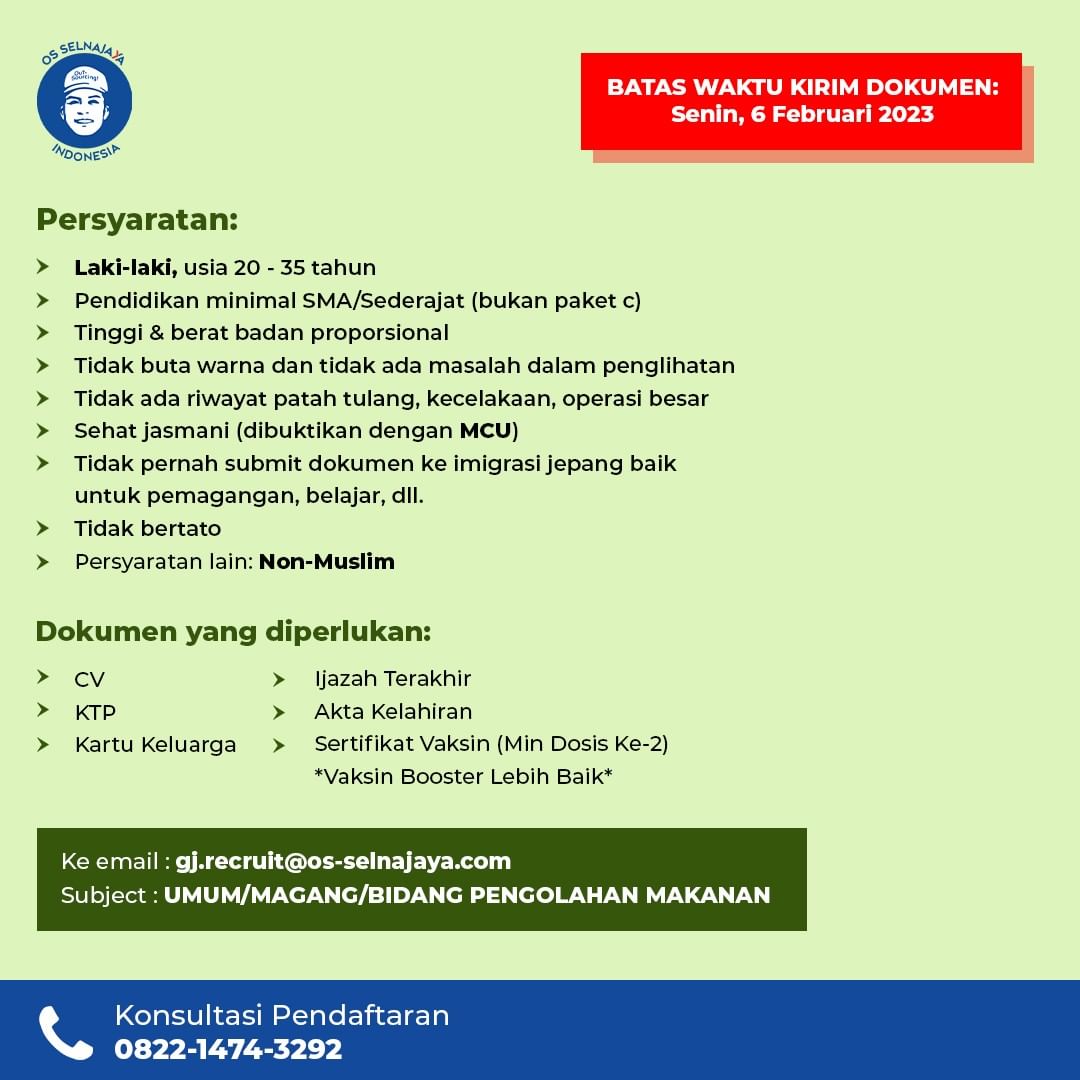 OS SELNAJAYA
Out-
Sourcing!
INDONESIA
BATAS WAKTU KIRIM DOKUMEN:
Senin, 6 Februari 2023
Persyaratan:
Laki-laki, usia 20 - 35 tahun
Pendidikan minimal SMA/Sederajat (bukan paket c)
Tinggi & berat badan proporsional
Tidak buta warna dan tidak ada masalah dalam penglihatan
Tidak ada riwayat patah tulang, kecelakaan, operasi besar
Sehat jasmani (dibuktikan dengan MCU)
Tidak pernah submit dokumen ke imigrasi jepang baik
untuk pemagangan, belajar, dll.
Tidak bertato
Persyaratan lain: Non-Muslim
Dokumen yang diperlukan:
CV
KTP
Kartu Keluarga
Ijazah Terakhir
Akta Kelahiran
Sertifikat Vaksin (Min Dosis Ke-2)
*Vaksin Booster Lebih Baik*
Ke email : gj.recruit@os-selnajaya.com
Subject : UMUM/MAGANG/BIDANG PENGOLAHAN MAKANAN
Konsultasi Pendaftaran
0822-1474-3292